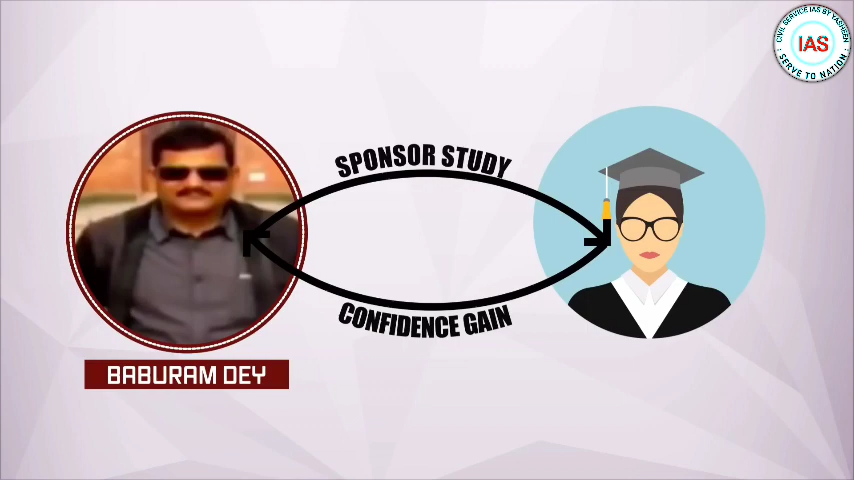 CIVIL SERVICE IAS BY YASHEEN
IAS
SERVE TO NATION
SPONSOR STUDY
CONFIDENCE GAIN
BABURAM DEY